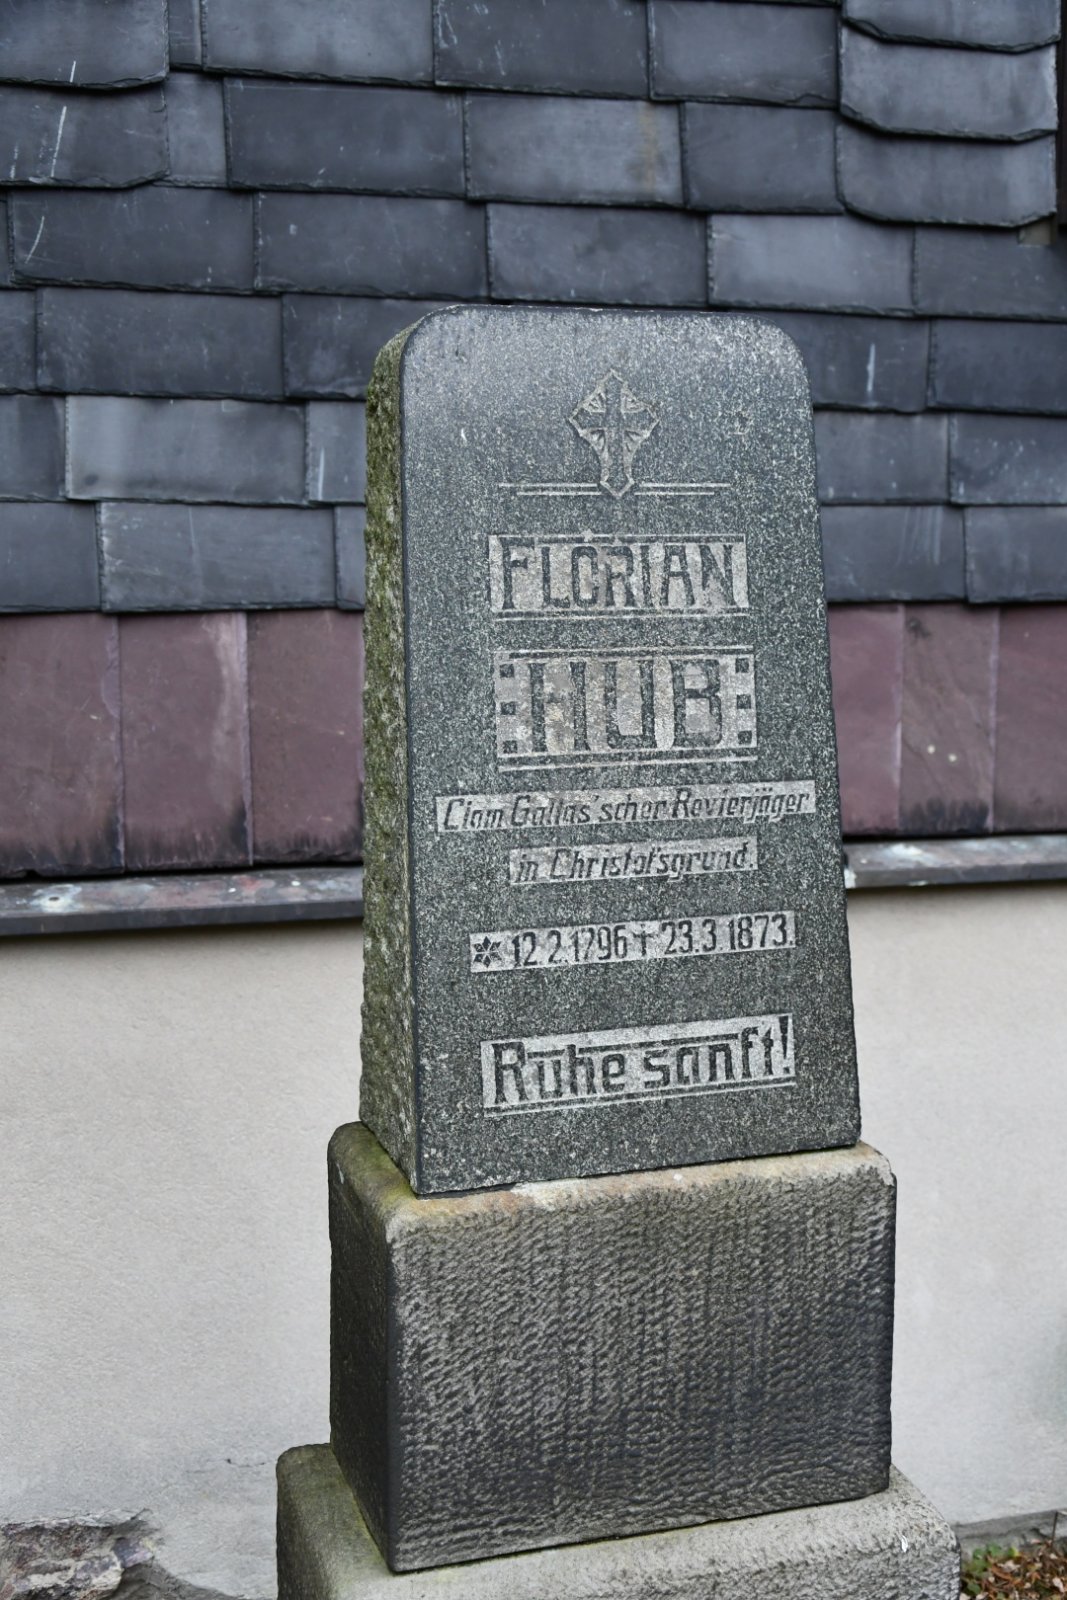 FLORIAN
HUB
Clam.Gallas'scher Revierjäger
in Christofsgrund.
12.2.1796 † 23.3.1873.
Ruhe sanft!